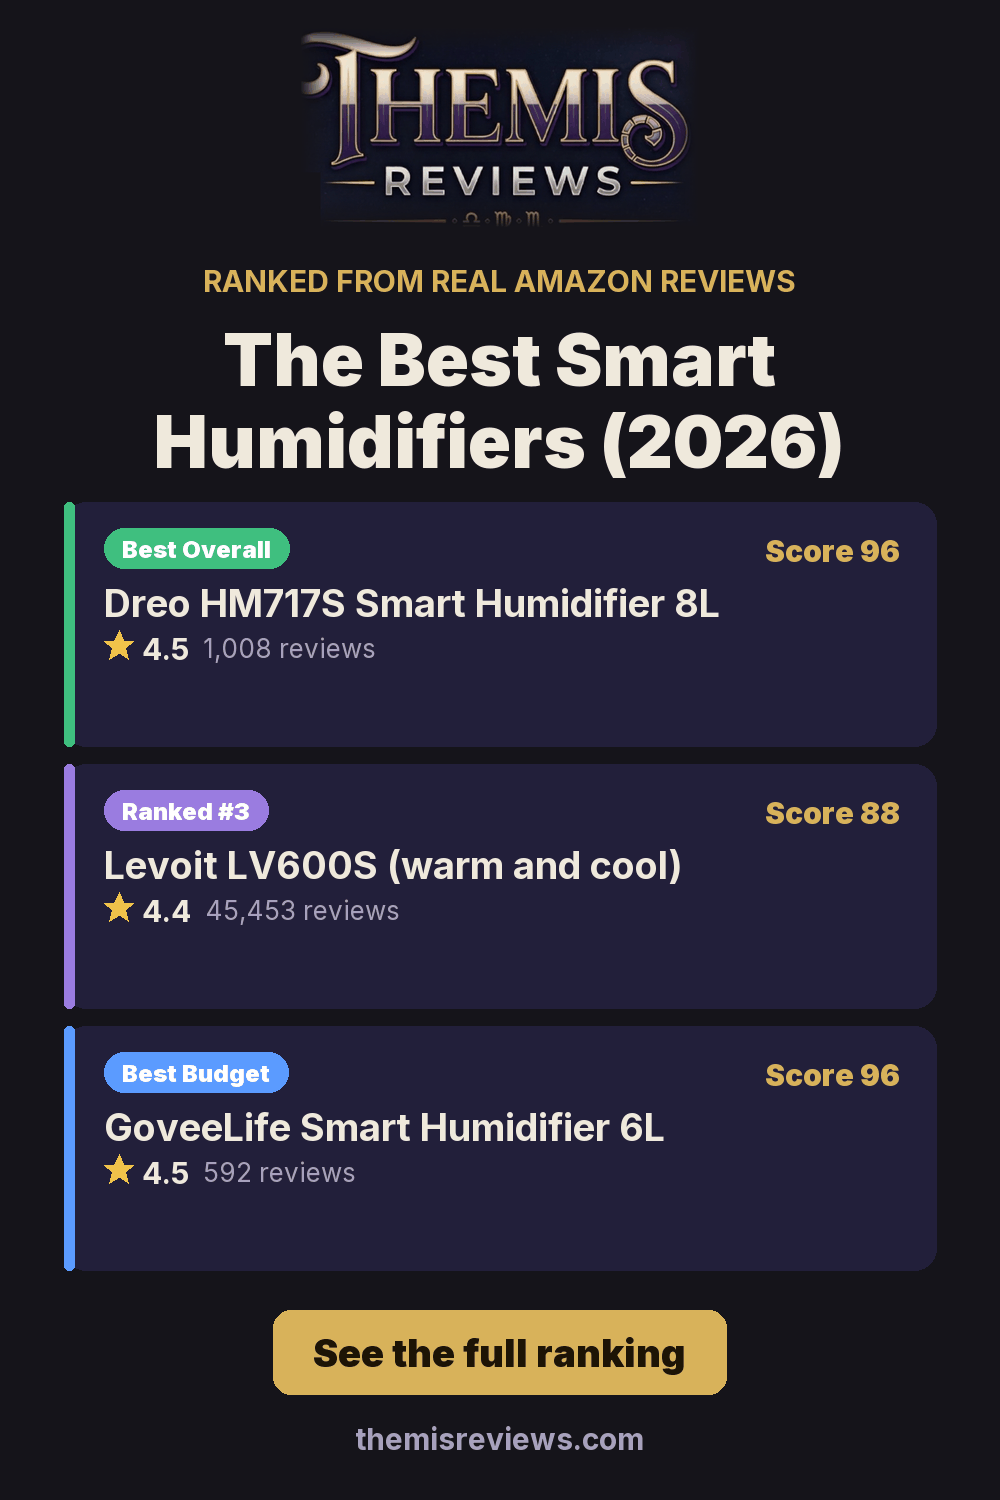 THEMIS
REVIEWS
♎ · ♍ · ♏
RANKED FROM REAL AMAZON REVIEWS
The Best Smart
Humidifiers (2026)
Best Overall
Score 96
Dreo HM717S Smart Humidifier 8L
4.5 1,008 reviews
Ranked #3
Score 88
Levoit LV600S (warm and cool)
4.4 45,453 reviews
Best Budget
Score 96
GoveeLife Smart Humidifier 6L
4.5 592 reviews
See the full ranking
themisreviews.com